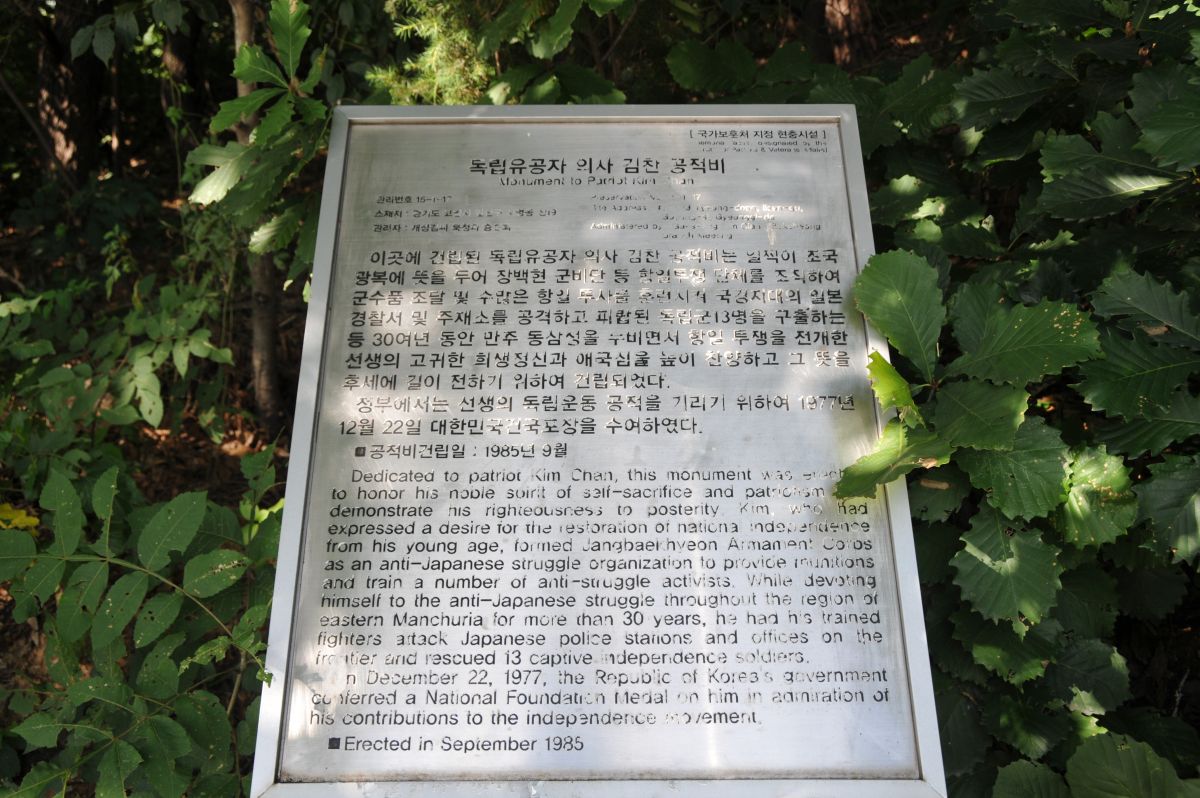 [ 국가보훈처 지정 현충시설 ]
designated by the
독립유공자 의사 김찬 공적비
Monument to Patriot Kim Chan
관리번호
소재지 : 경기도
관리자 :
이곳에 건립된 독립유공자 의사 김찬 공적비는 일찍이 조국
광복에 뜻을 두어 장백현 군비단 등 항일투쟁 단체를 조직하여
군수품 조달 및 수많은 항일 투사를 훈련시켜 국경지대의 일본
경찰서 및 주재소를 공격하고 피랍된 독립군13명을 구출하는
등 30여년 동안 만주 동삼성을 누비면서 항일 투쟁을 전개한
선생의 고귀한 희생정신과 애국심을 높이 찬양하고 그 뜻을
후세에 길이 전하기 위하여 건립되었다.
정부에서는 선생의 독립운동 공적을 기리기 위하여 1977년
12월 22일 대한민국건국포장을 수여하였다.
■공적비건립일 : 1985년 9월
Dedicated to patriot Kim Chan, this monument was
to honor his noble spirit of self-sacrifice and patriotism
demonstrate his righteousness to posterity. Kim, who had
expressed a desire for the restoration of national independence
from his young age, formed Jangbaekhyeon Armament Corps
as an anti-Japanese struggle organization to provide munitions
and train a number of anti-struggle activists. While devoting
himself to the anti-Japanese struggle throughout the region of
eastern Manchuria for more than 30 years, he had his trained
fighters attack Japanese police stations and offices on the
frontier and rescued 13 captive independence soldiers.
On December 22, 1977, the Republic of Korea's government
conferred a National Foundation Medal on him in admiration of
his contributions to the independence movement.
■Erected in September 1985